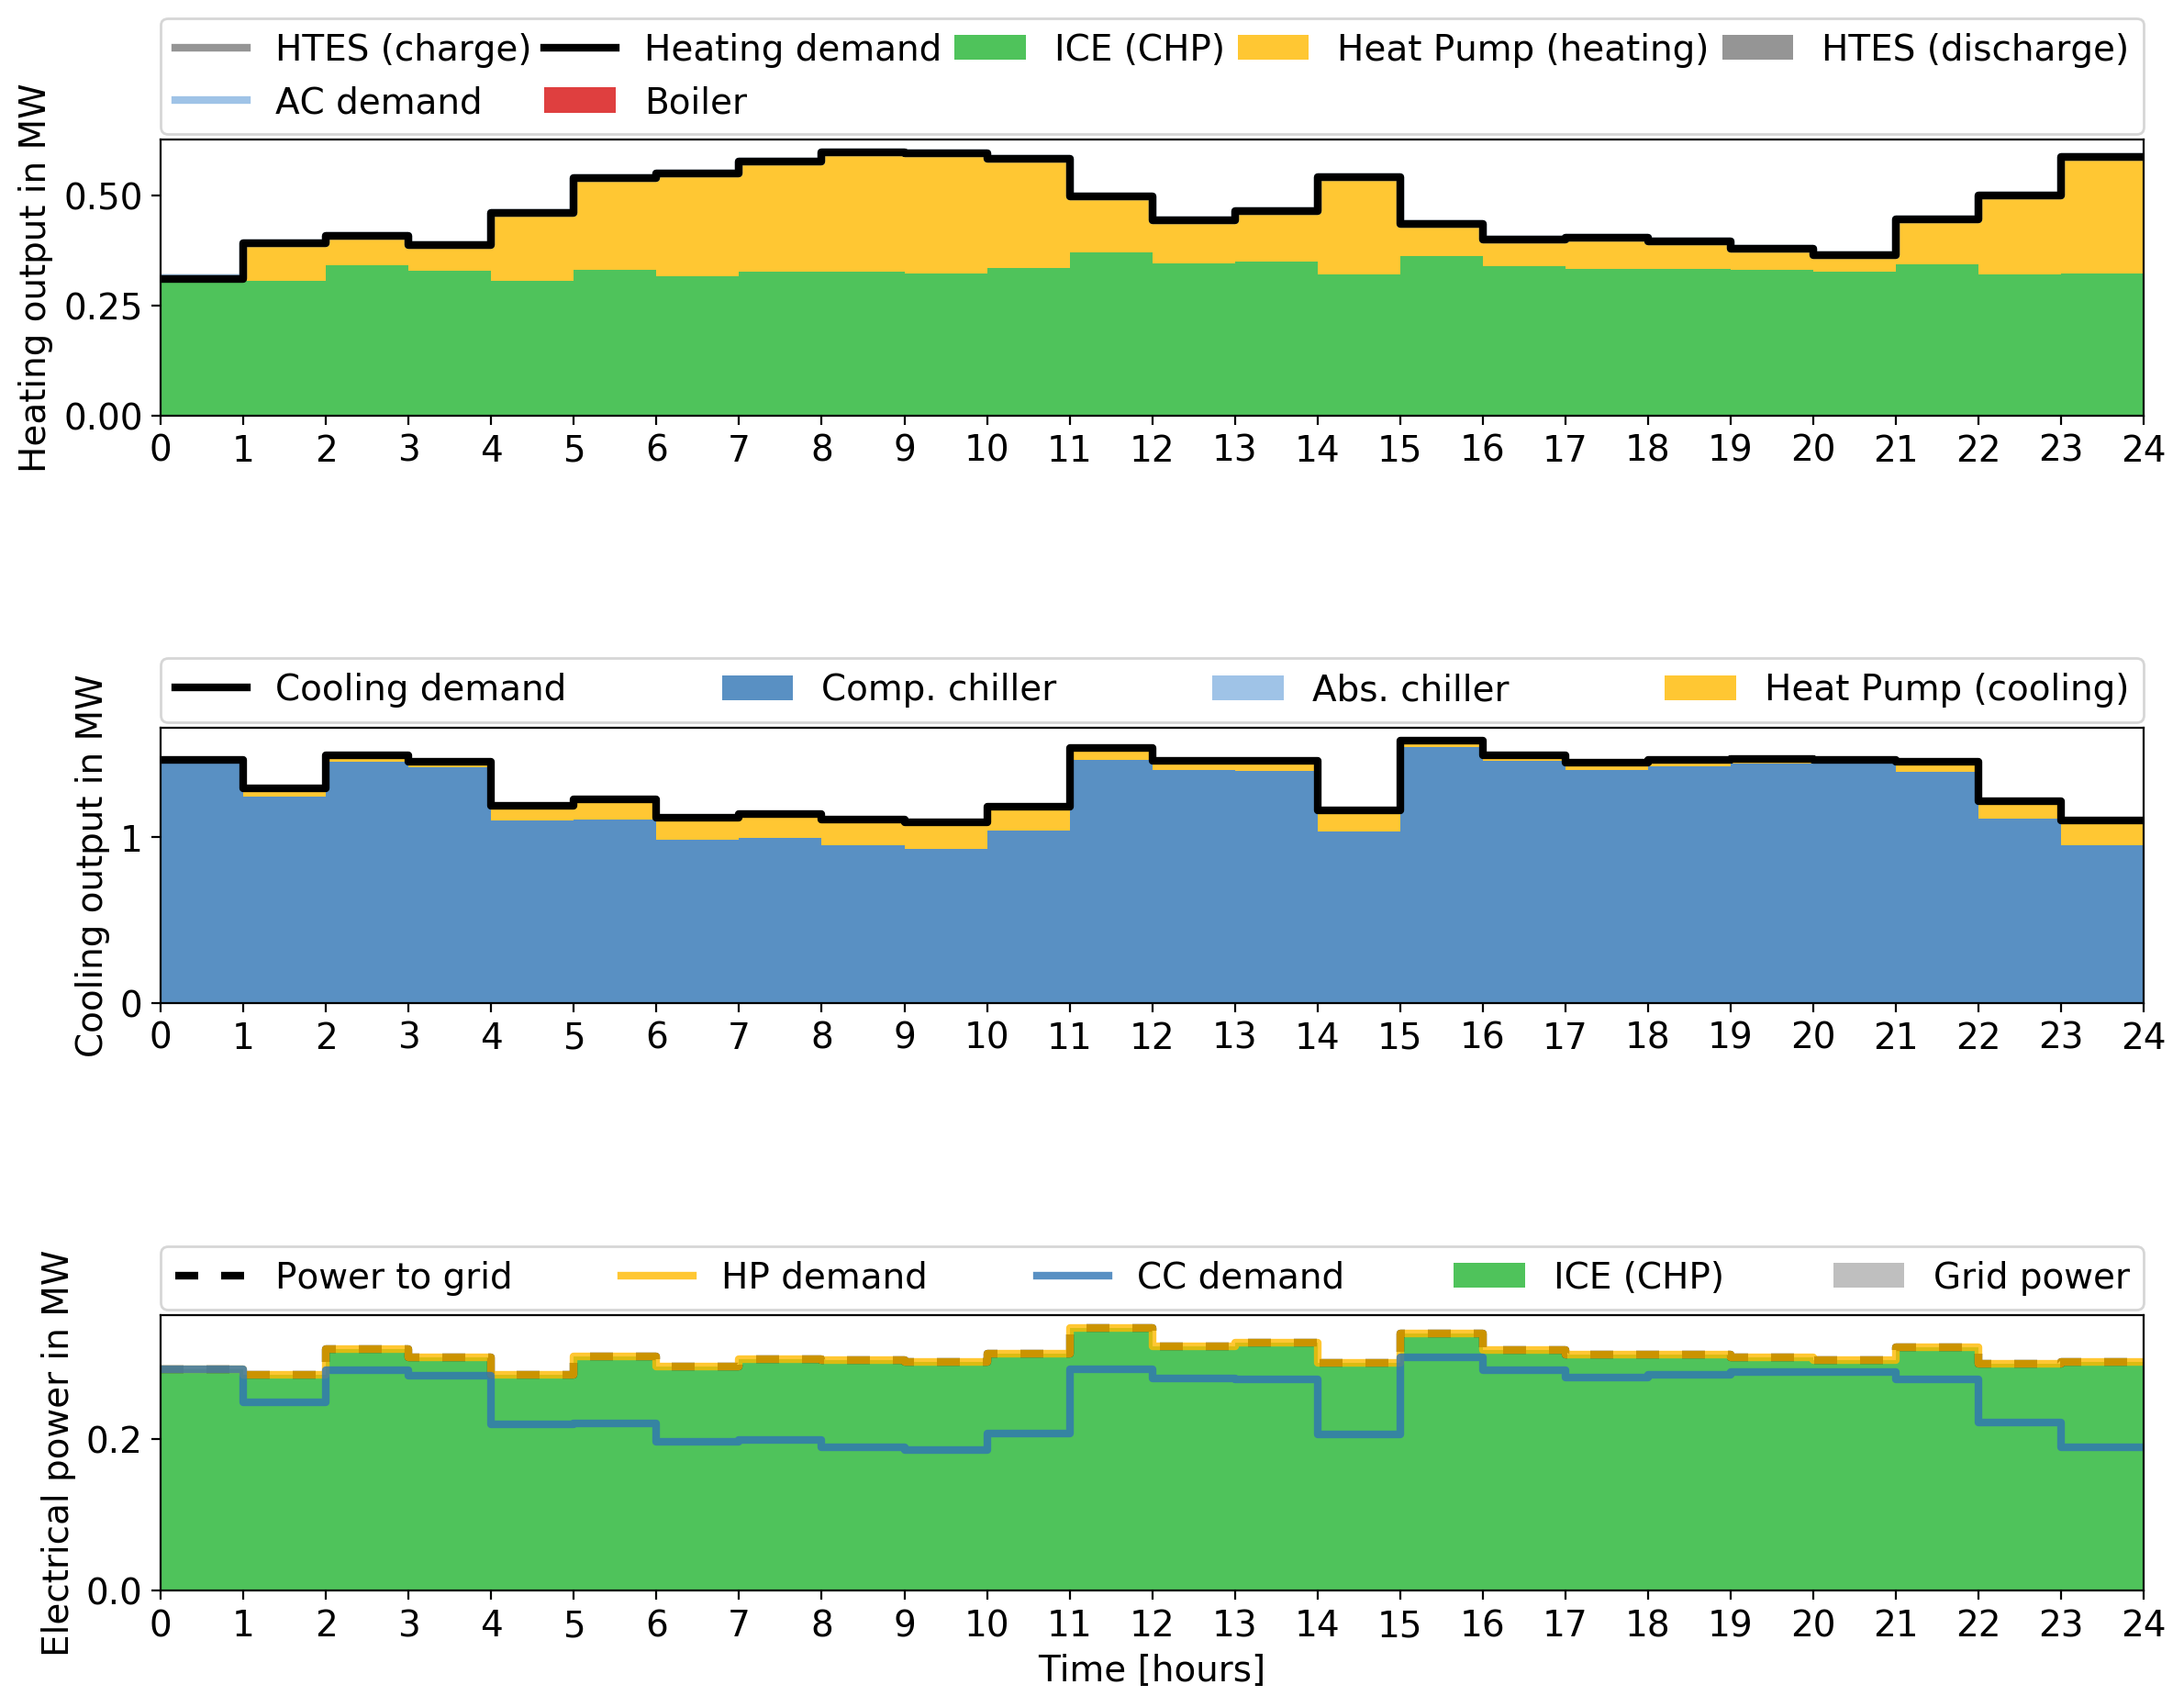 HTES (charge) Heating demand ICE (CHP) Heat Pump (heating) HTES (discharge)
AC demand Boiler
Heating output in MW
0.50
0.25
0.00
0 1 2 3 4 5 6 7 8 9 10 11 12 13 14 15 16 17 18 19 20 21 22 23 24
Cooling demand Comp. chiller Abs. chiller Heat Pump (cooling)
Cooling output in MW
1
0
0 1 2 3 4 5 6 7 8 9 10 11 12 13 14 15 16 17 18 19 20 21 22 23 24
Power to grid HP demand CC demand ICE (CHP) Grid power
Electrical power in MW
0.2
0.0
0 1 2 3 4 5 6 7 8 9 10 11 12 13 14 15 16 17 18 19 20 21 22 23 24
Time [hours]